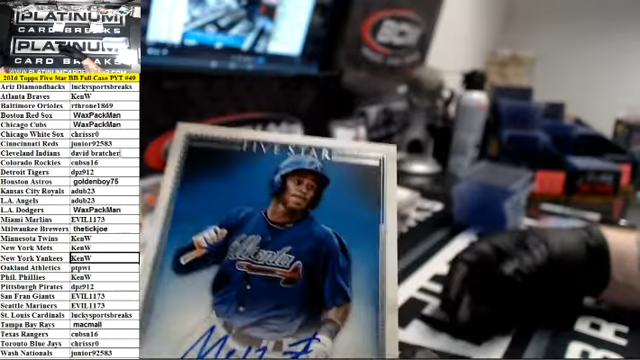 PLATINUM
CARD BREAKS
PLATINUM
CARD BREAKS
2016 Topps Five Star BB Full Case PYT #49
Ariz Diamondbacks luckysportsbreaks
Atlanta Braves KenW
Baltimore Orioles rthrone1869
Boston Red Sox WaxPackMan
Chicago Cubs WaxPackMan
Chicago White Sox chrissr0
Cinncinnati Reds junior92583
Cleveland Indians david bratcher
Colorado Rockies cubsn16
Detroit Tigers dpz912
Houston Astros goldenboy75
Kansas City Royals adub23
L.A. Angels adub23
L.A. Dodgers WaxPackMan
Miami Marlins EVIL1173
Milwaukee Brewers thetickjoe
Minnesota Twins KenW
New York Mets KenW
New York Yankees KenW
Oakland Athletics ptpwi
Phil. Phillies KenW
Pittsburgh Pirates dpz912
San Fran Giants EVIL1173
Seattle Mariners EVIL1173
St. Louis Cardinals luckysportsbreaks
Tampa Bay Rays macmali
Texas Rangers cubsn16
Toronto Blue Jays chrissr0
Wash Nationals junior92583
FIVE STAR
Atlanta